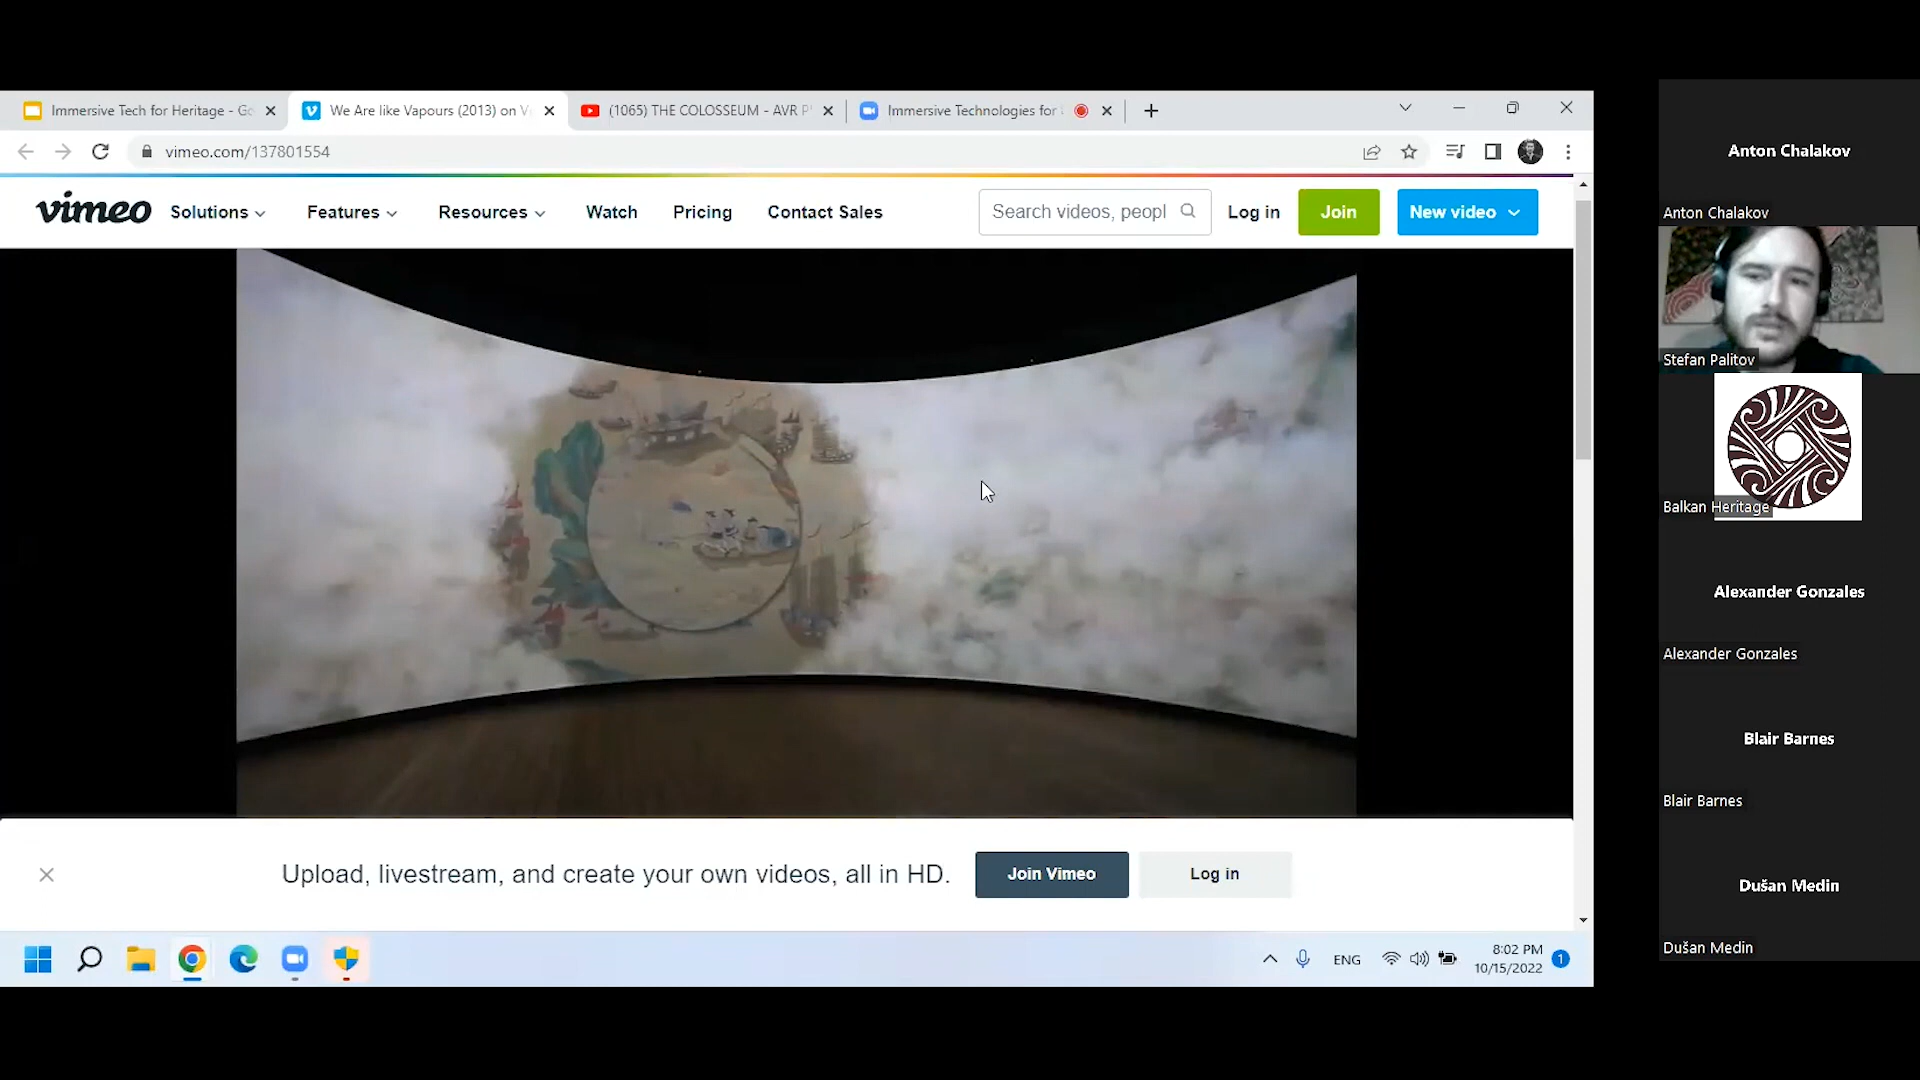 Immersive Tech for Heritage - Go
We Are like Vapours (2013) on V
(1065) THE COLOSSEUM - AVR P
Immersive Technologies for
vimeo.com/137801554
vimeo
Solutions
Features
Resources
Watch
Pricing
Contact Sales
Search videos, peopl
Log in
Join
New video
Upload, livestream, and create your own videos, all in HD.
Join Vimeo
Log in
ENG
8:02 PM
10/15/2022
1
Anton Chalakov
Anton Chalakov
Stefan Palitov
Balkan Heritage
Alexander Gonzales
Alexander Gonzales
Blair Barnes
Blair Barnes
Dušan Medin
Dušan Medin